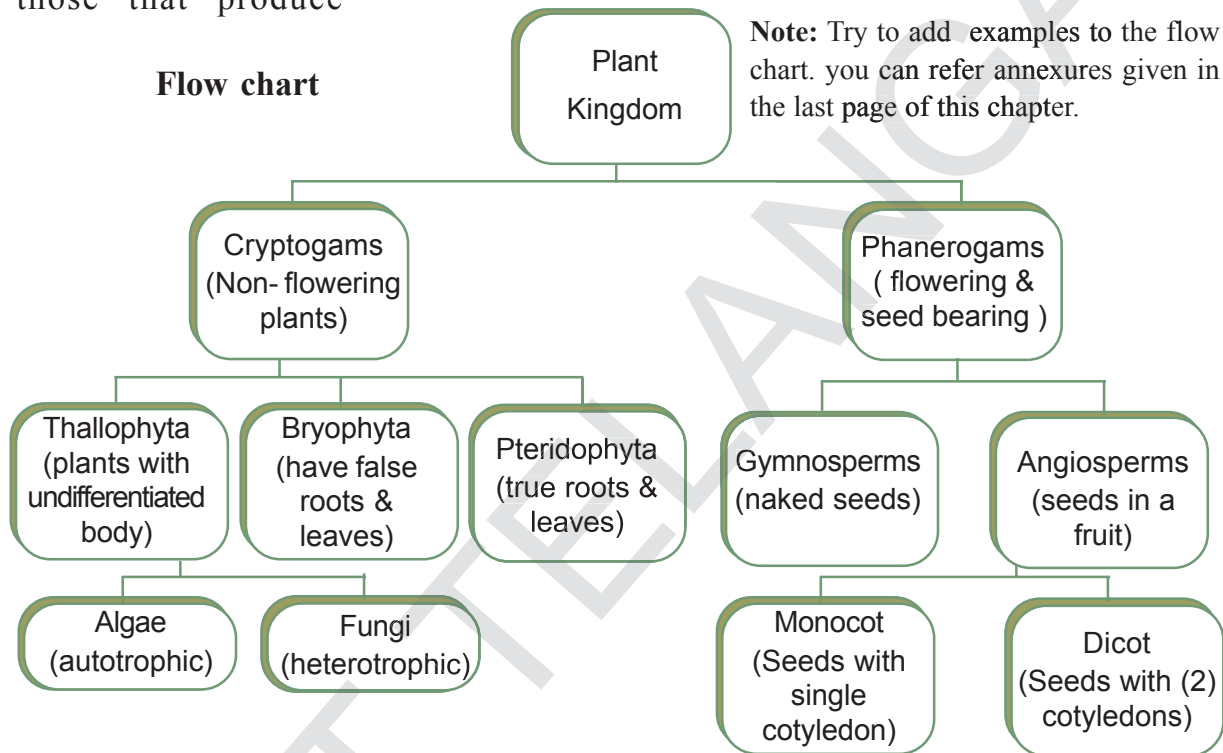 those that produce
Flow chart
Note: Try to add examples to the flow
chart. you can refer annexures given in
the last page of this chapter.
Plant
Kingdom
Cryptogams
(Non- flowering
plants)
Phanerogams
( flowering &
seed bearing )
Thallophyta
(plants with
undifferentiated
body)
Bryophyta
(have false
roots &
leaves)
Pteridophyta
(true roots &
leaves)
Gymnosperms
(naked seeds)
Angiosperms
(seeds in a
fruit)
Algae
(autotrophic)
Fungi
(heterotrophic)
Monocot
(Seeds with
single
cotyledon)
Dicot
(Seeds with (2)
cotyledons)
T TELANGA